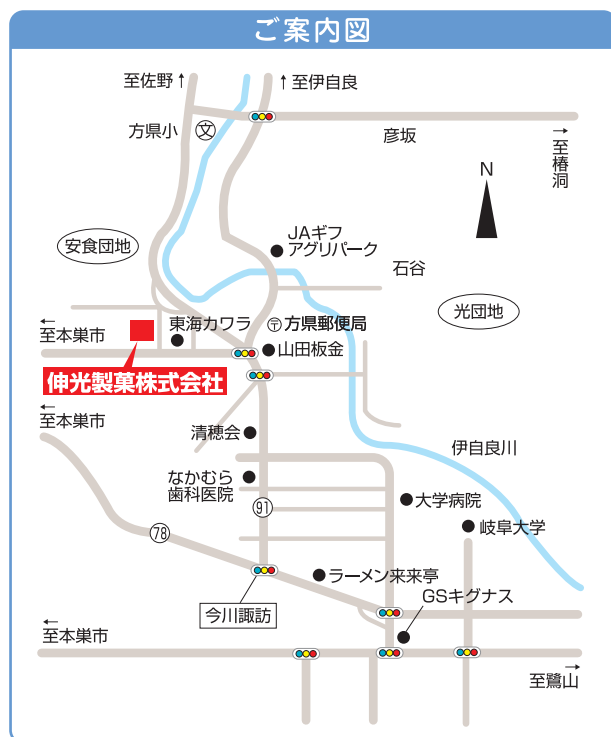 ご案内図
至佐野↑
↑至伊自良
方県小
文
彦坂
→
至椿洞
N
JAギフ
アグリパーク
安食団地
石谷
光団地
←
至本巣市
東海カワラ
〒方県郵便局
山田板金
伸光製菓株式会社
←
至本巣市
清穂会
伊自良川
なかむら
歯科医院
大学病院
91
岐阜大学
78
ラーメン来来亭
GSキグナス
今川諏訪
←
至本巣市
→
至鷺山